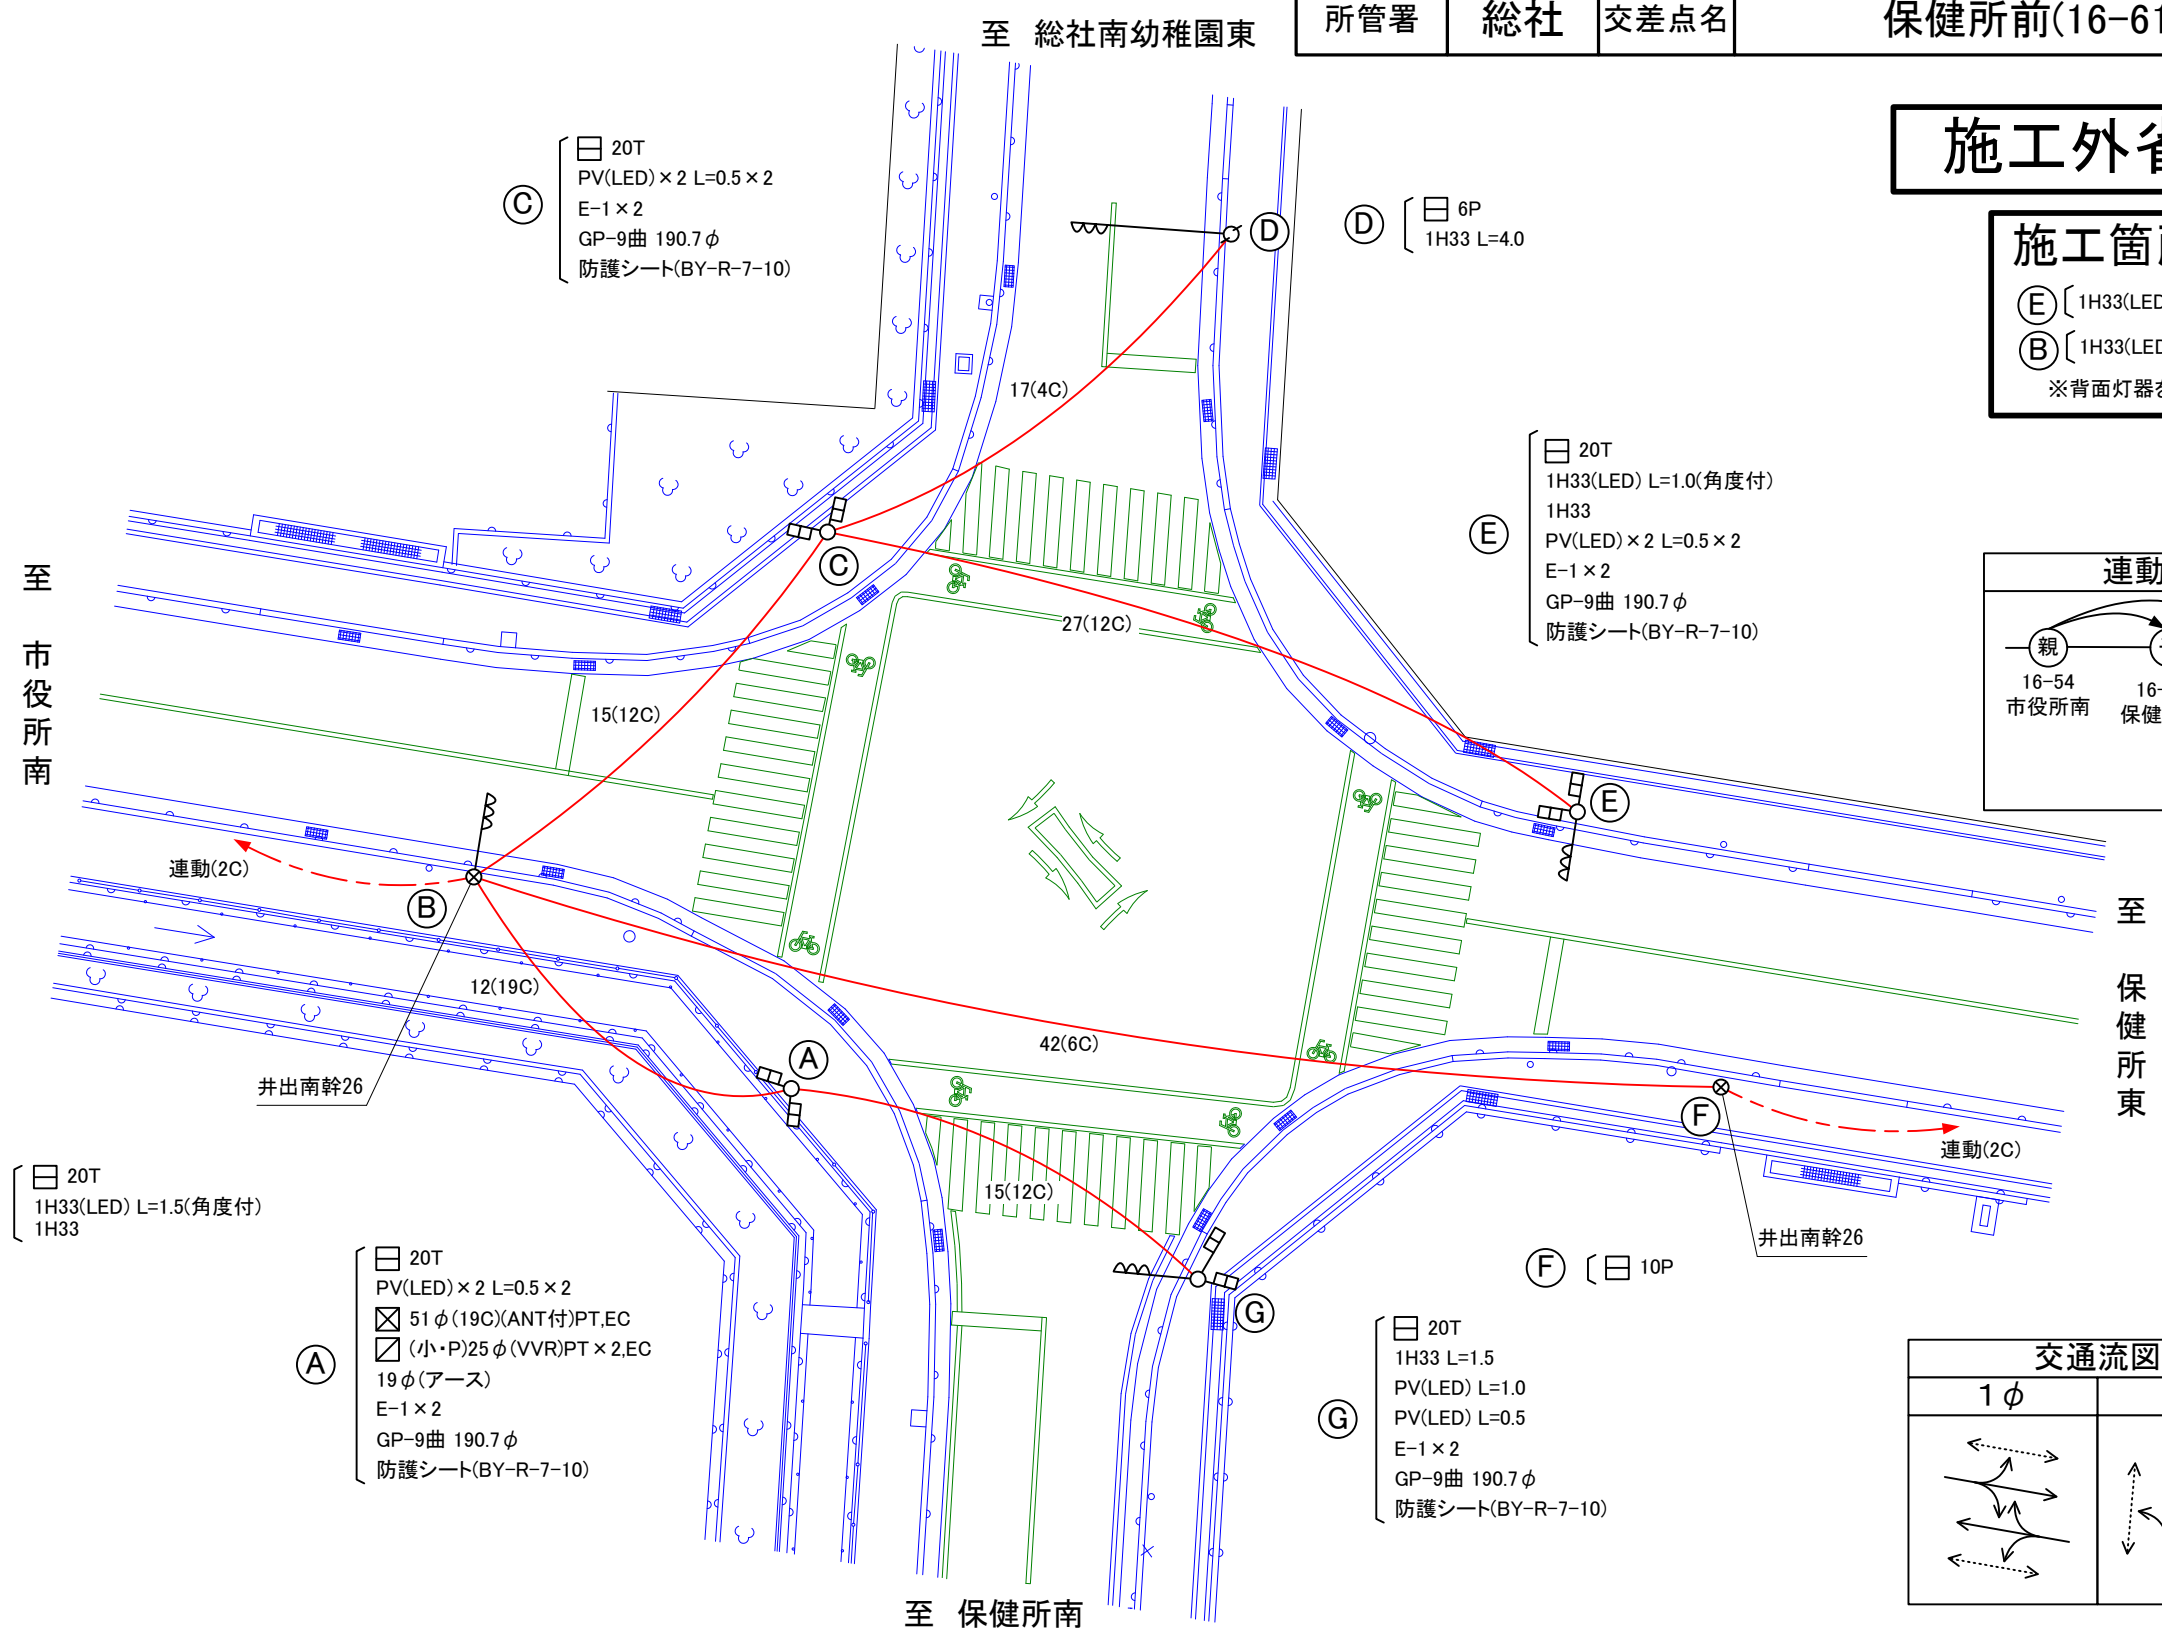 至 総社南幼稚園東
所管署 総社 交差点名 保健所前(16-61
施工外
施工箇
Ⓔ 1H33(LED
Ⓑ 1H33(LED
※背面灯器
Ⓒ
20T
PV(LED)×2 L=0.5×2
E-1×2
GP-9曲 190.7φ
防護シート(BY-R-7-10)
Ⓓ
Ⓓ
6P
1H33 L=4.0
17(4C)
Ⓔ
20T
1H33(LED) L=1.0(角度付)
1H33
PV(LED)×2 L=0.5×2
E-1×2
GP-9曲 190.7φ
防護シート(BY-R-7-10)
連動
親
16-54
市役所南
16-
保健
至 市役所南
Ⓒ
27(12C)
15(12C)
Ⓔ
連動(2C)
Ⓑ
12(19C)
井出南幹26
42(6C)
Ⓐ
15(12C)
Ⓖ
Ⓕ
連動(2C)
井出南幹26
至 保健所東
20T
1H33(LED) L=1.5(角度付)
1H33
Ⓐ
20T
PV(LED)×2 L=0.5×2
51φ(19C)(ANT付)PT,EC
(小・P)25φ(VVR)PT×2,EC
19φ(アース)
E-1×2
GP-9曲 190.7φ
防護シート(BY-R-7-10)
Ⓕ
10P
Ⓖ
20T
1H33 L=1.5
PV(LED) L=1.0
PV(LED) L=0.5
E-1×2
GP-9曲 190.7φ
防護シート(BY-R-7-10)
交通流図
1φ
至 保健所南